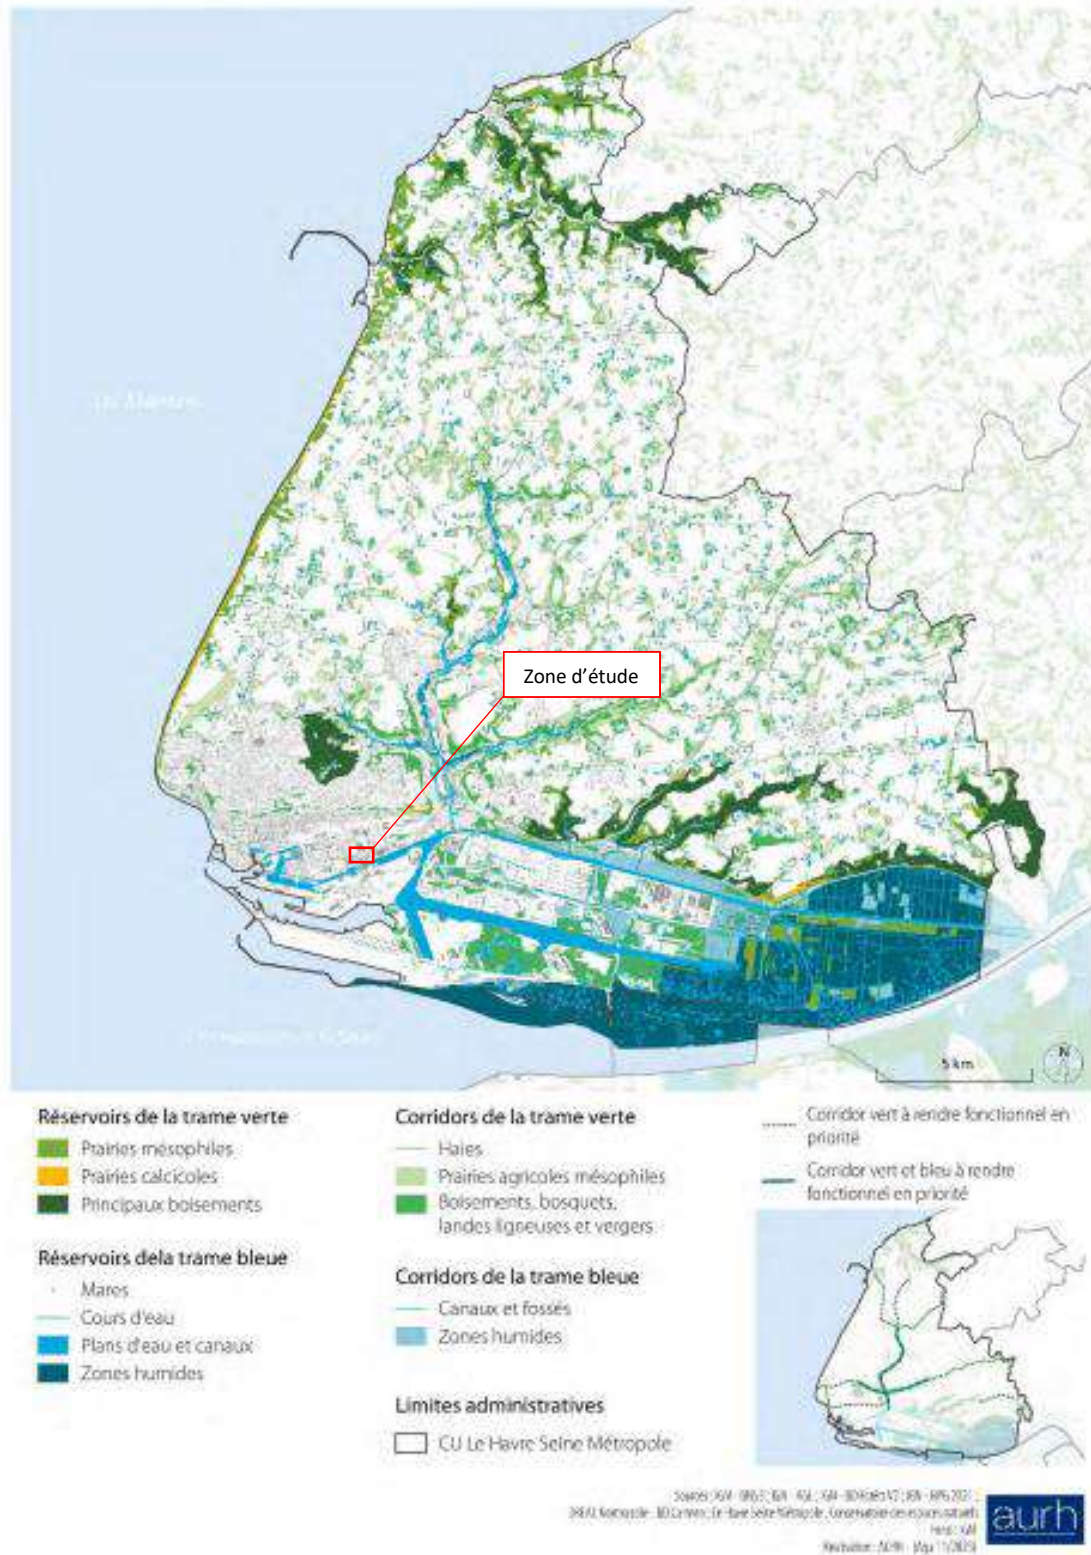 La Manche
Zone d'étude
5 km
N
Réservoirs de la trame verte
Prairies mésophiles
Prairies calcicoles
Principaux boisements
Réservoirs dela trame bleue
Mares
Cours d'eau
Plans d'eau et canaux
Zones humides
Corridors de la trame verte
Haies
Prairies agricoles mésophiles
Boisements, bosquets,
landes ligneuses et vergers
Corridors de la trame bleue
Canaux et fossés
Zones humides
Limites administratives
CU Le Havre Seine Métropole
Corridor vert à rendre fonctionnel en
priorité
Corridor vert et bleu à rendre
fonctionnel en priorité
aurh